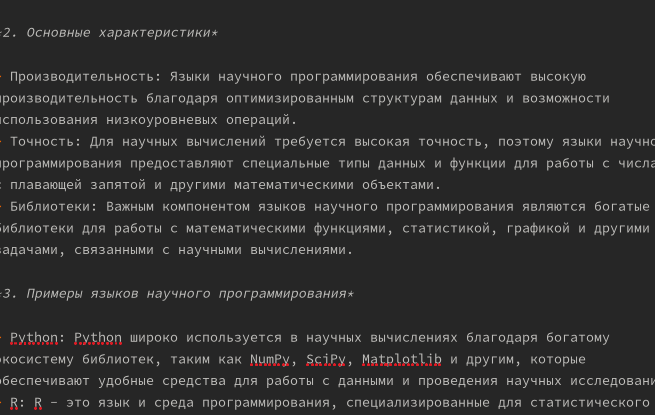 2. Основные характеристики*
Производительность: Языки научного программирования обеспечивают высокую
производительность благодаря оптимизированным структурам данных и возможности
использования низкоуровневых операций.
Точность: Для научных вычислений требуется высокая точность, поэтому языки научно
программирования предоставляют специальные типы данных и функции для работы с числа
с плавающей запятой и другими математическими объектами.
Библиотеки: Важным компонентом языков научного программирования являются богатые
библиотеки для работы с математическими функциями, статистикой, графикой и другими
задачами, связанными с научными вычислениями.
3. Примеры языков научного программирования*
Python: Python широко используется в научных вычислениях благодаря богатому
экосистему библиотек, таким как NumPy, SciPy, Matplotlib и другим, которые
обеспечивают удобные средства для работы с данными и проведения научных исследовани
R: R – это язык и среда программирования, специализированные для статистического